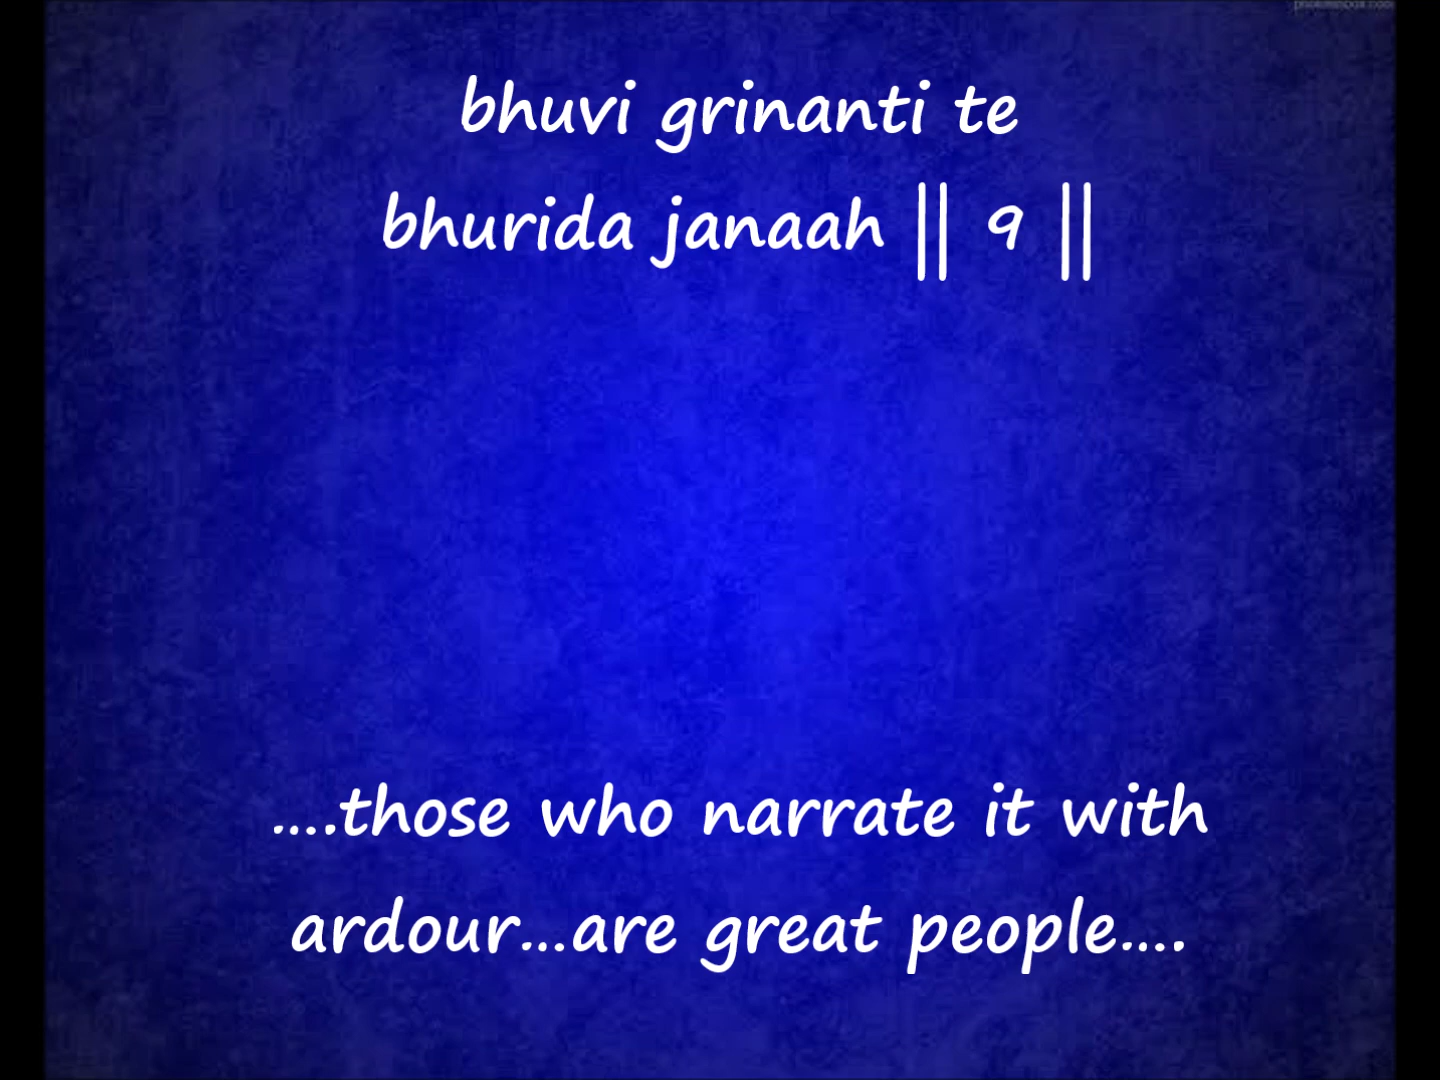 bhuvi grinanti te
bhurida janaah || 9 ||
....those who narrate it with
ardour...are great people....